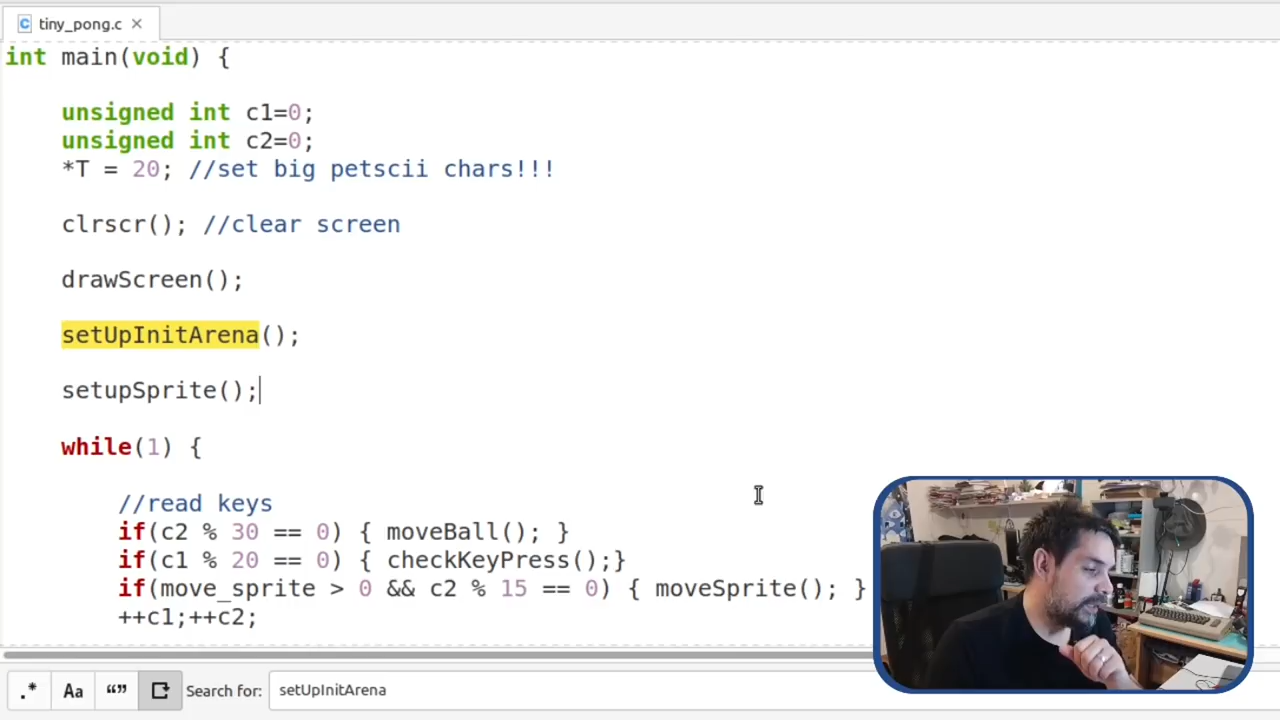 tiny_pong.c
int main(void) {
unsigned int c1=0;
unsigned int c2=0;
*T = 20; //set big petscii chars!!!
clrscr(); //clear screen
drawScreen();
setUpInitArena();
setupSprite();
while(1) {
//read keys
if(c2 % 30 == 0) { moveBall(); }
if(c1 % 20 == 0) { checkKeyPress();}
if(move_sprite > 0 && c2 % 15 == 0) { moveSprite(); }
++c1;++c2;
.* Aa “” Search for: setUpInitArena